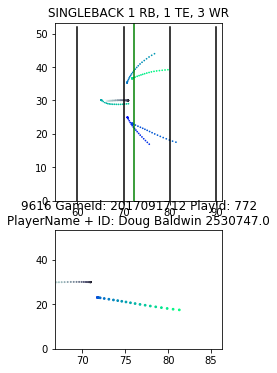 SINGLEBACK 1 RB, 1 TE, 3 WR
50
40
30
20
10
0
60 70 80 90
9616 GameId: 2017091712 PlayId: 772
PlayerName + ID: Doug Baldwin 2530747.0
40
20
0
70 75 80 85